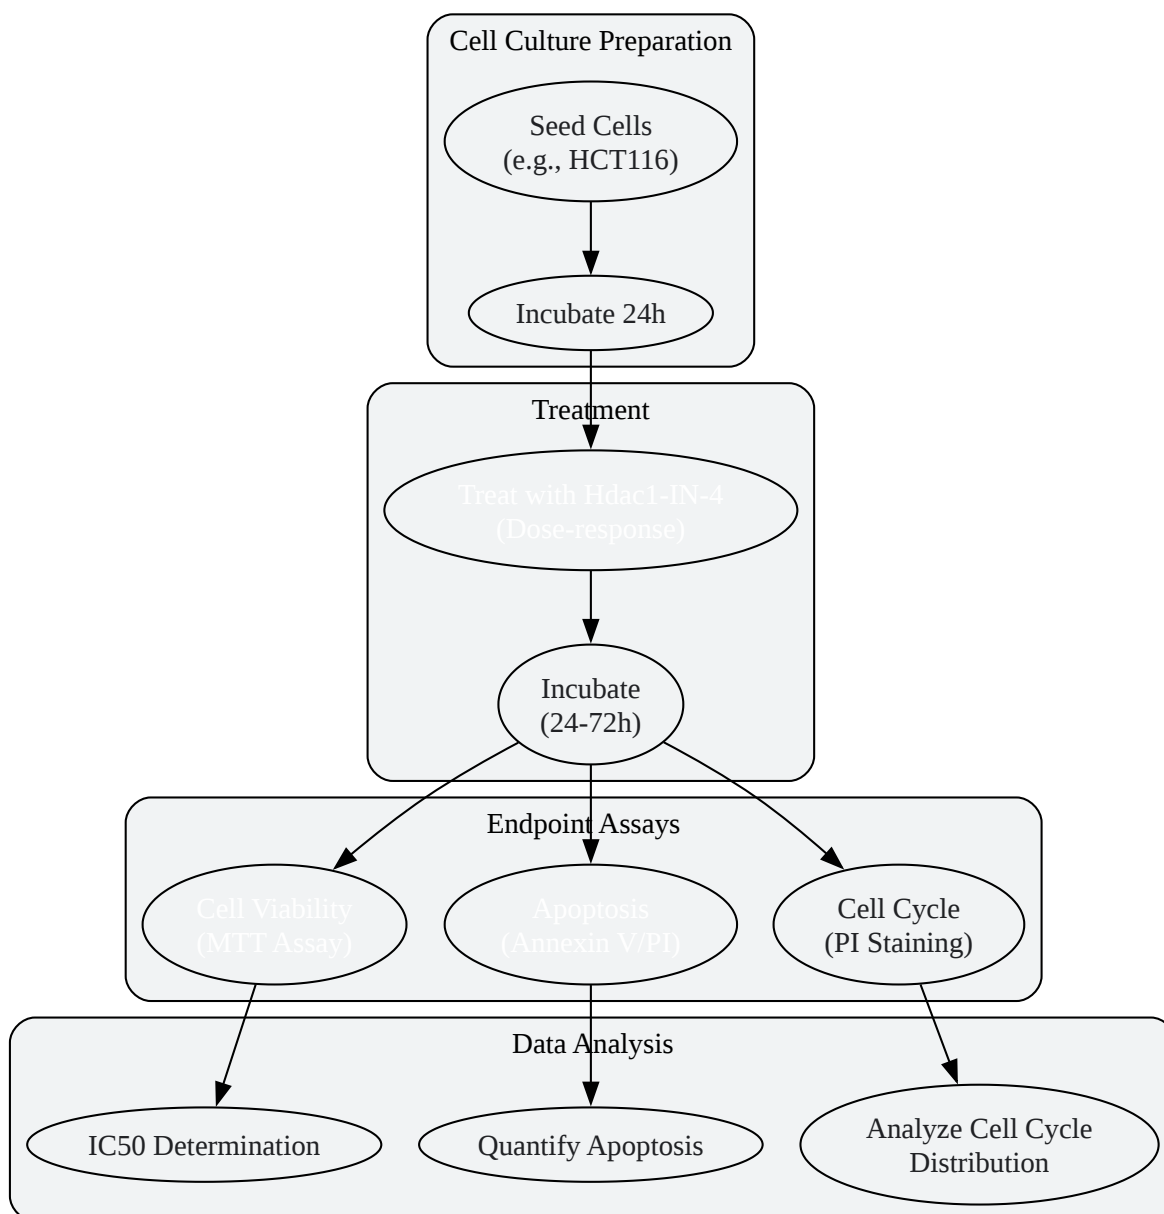 Cell Culture Preparation
Seed Cells
(e.g., HCT116)
Incubate 24h
Treatment
Treat with Hdac1-IN-4
(Dose-response)
Incubate
(24-72h)
Endpoint Assays
Cell Viability
(MTT Assay)
Apoptosis
(Annexin V/PI)
Cell Cycle
(PI Staining)
Data Analysis
IC50 Determination
Quantify Apoptosis
Analyze Cell Cycle
Distribution